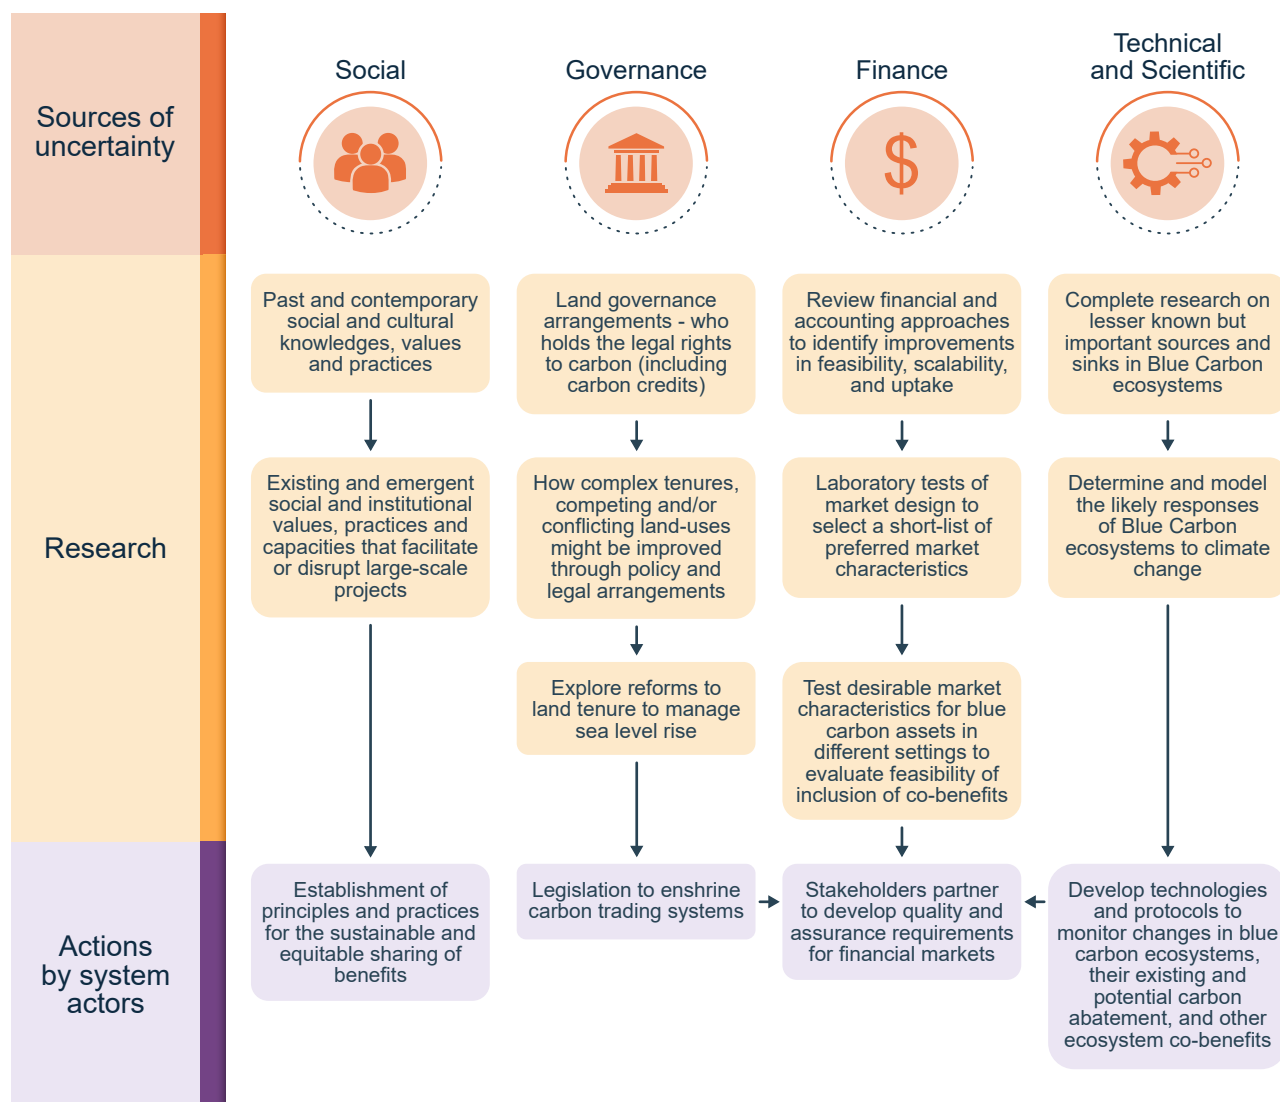 Sources of
uncertainty
Social
Governance
Finance
Technical
and Scientific
$
Research
Past and contemporary
social and cultural
knowledges, values
and practices
Land governance
arrangements - who
holds the legal rights
to carbon (including
carbon credits)
Review financial and
accounting approaches
to identify improvements
in feasibility, scalability,
and uptake
Complete research on
lesser known but
important sources and
sinks in Blue Carbon
ecosystems
Existing and emergent
social and institutional
values, practices and
capacities that facilitate
or disrupt large-scale
projects
How complex tenures,
competing and/or
conflicting land-uses
might be improved
through policy and
legal arrangements
Laboratory tests of
market design to
select a short-list of
preferred market
characteristics
Determine and model
the likely responses
of Blue Carbon
ecosystems to climate
change
Explore reforms to
land tenure to manage
sea level rise
Test desirable market
characteristics for blue
carbon assets in
different settings to
evaluate feasibility of
inclusion of co-benefits
Actions
by system
actors
Establishment of
principles and practices
for the sustainable and
equitable sharing of
benefits
Legislation to enshrine
carbon trading systems
Stakeholders partner
to develop quality and
assurance requirements
for financial markets
Develop technologies
and protocols to
monitor changes in blue
carbon ecosystems,
their existing and
potential carbon
abatement, and other
ecosystem co-benefits